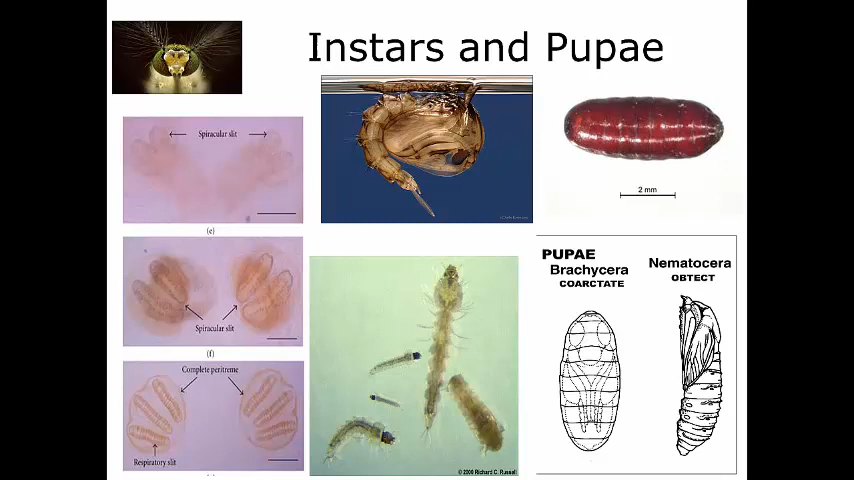 Instars and Pupae
Spiracular slit
(e)
Spiracular slit
(f)
Complete peritreme
Respiratory slit
2 mm
© 2000 Richard C. Russell
PUPAE
Brachycera
COARCTATE
Nematocera
OBTECT